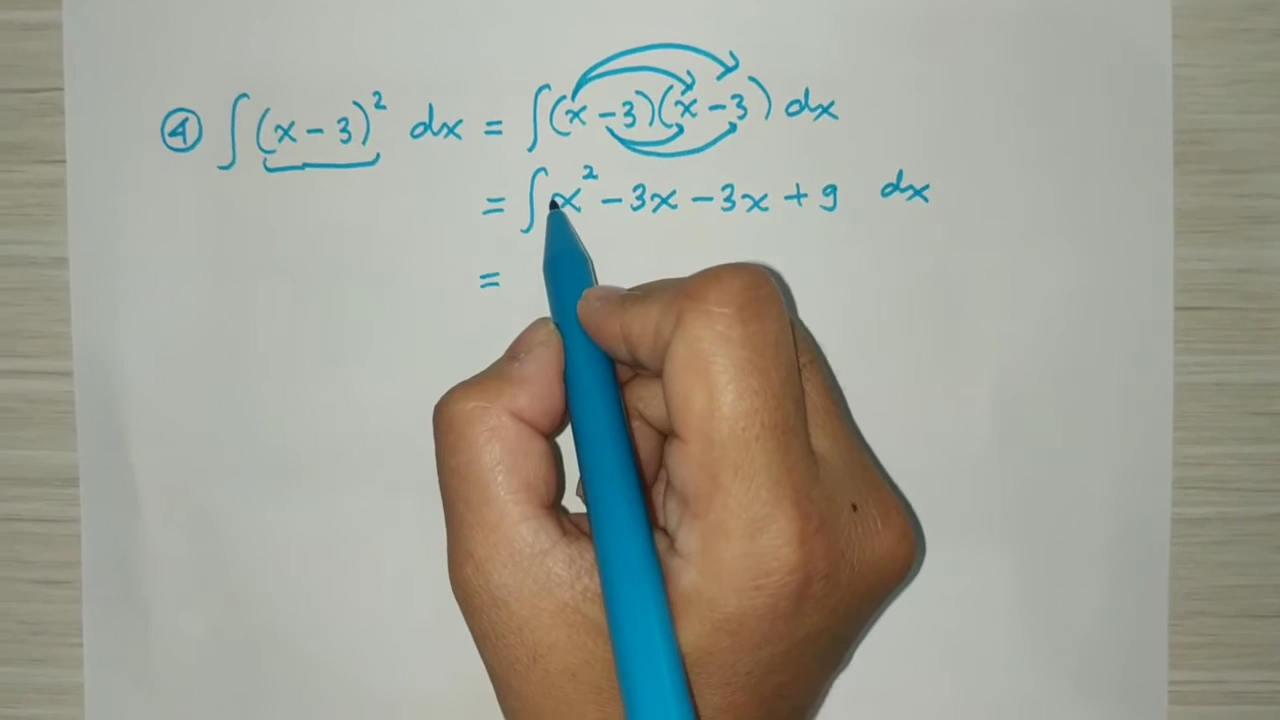 ④ ∫(x-3)² dx = ∫(x-3)(x-3) dx
= ∫x² - 3x - 3x + 9 dx
=